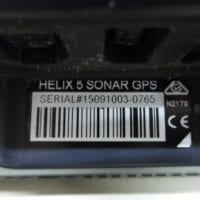 HELIX 5 SONAR GPS
SERIAL#15091003-0765
N2170
CE